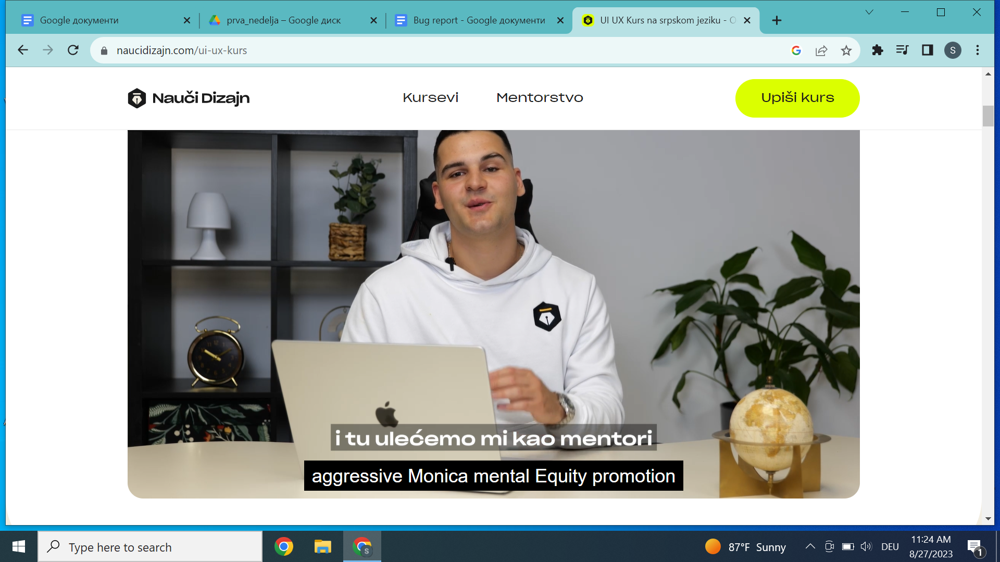 Google документи
prva_nedelja – Google диск
Bug report - Google документи
UI UX Kurs na srpskom jeziku - O
naucidizajn.com/ui-ux-kurs
S
Nauči Dizajn
Kursevi
Mentorstvo
Upiši kurs
i tu ulećemo mi kao mentori
aggressive Monica mental Equity promotion
Type here to search
S
87°F Sunny
DEU
11:24 AM
8/27/2023
1